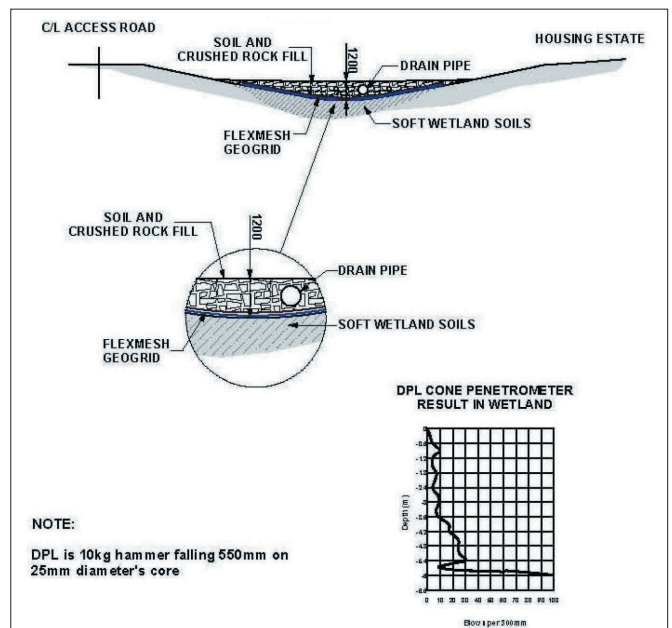 C/L ACCESS ROAD
SOIL AND
CRUSHED ROCK FILL
1200
DRAIN PIPE
HOUSING ESTATE
FLEXMESH
GEOGRID
SOFT WETLAND SOILS
SOIL AND
CRUSHED ROCK FILL
1200
DRAIN PIPE
SOFT WETLAND SOILS
FLEXMESH
GEOGRID
DPL CONE PENETROMETER
RESULT IN WETLAND
Depth (m)
0 10 20 30 40 50 60 70 80 90 100
Blows per 300mm
NOTE:
DPL is 10kg hammer falling 550mm on
25mm diameter's core